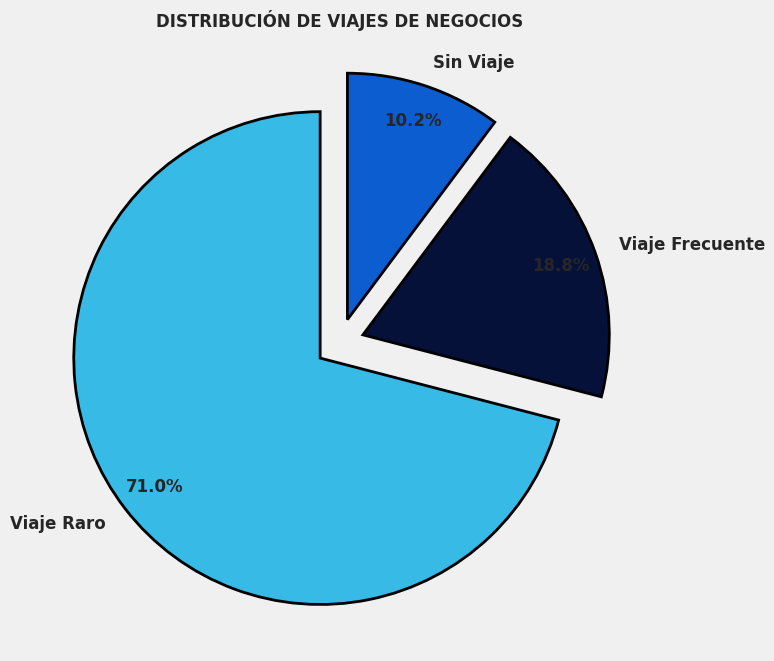 DISTRIBUCIÓN DE VIAJES DE NEGOCIOS
Sin Viaje
10.2%
Viaje Frecuente
18.8%
71.0%
Viaje Raro